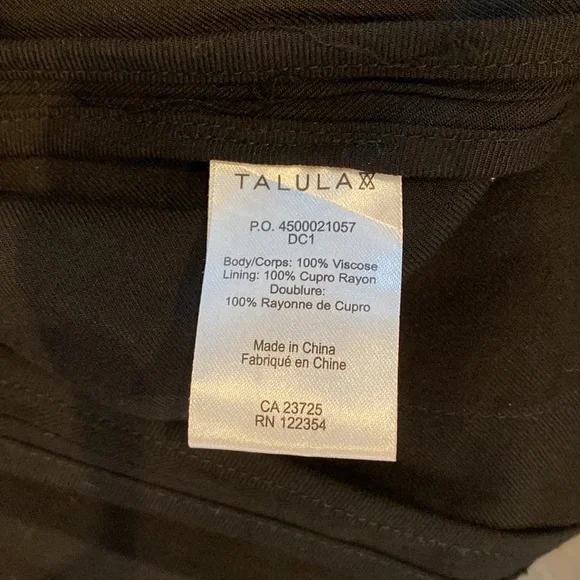 TALULA
P.O. 4500021057
DC1
Body/Corps: 100% Viscose
Lining: 100% Cupro Rayon
Doublure:
100% Rayonne de Cupro
Made in China
Fabriqué en Chine
CA 23725
RN 122354